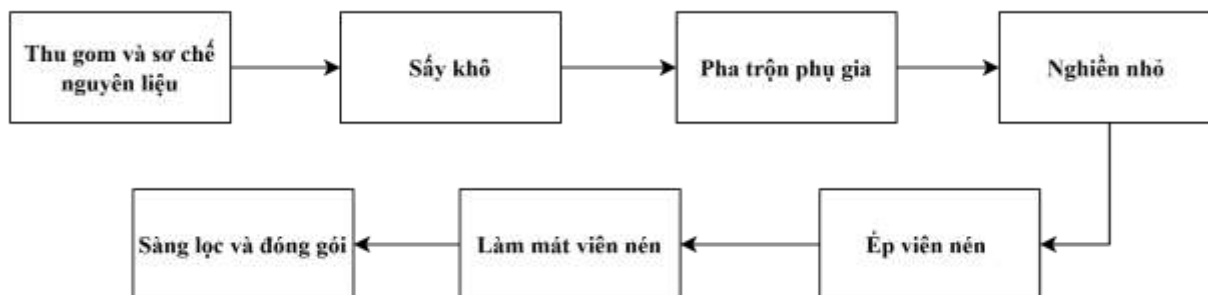 Thu gom và sơ chế
nguyên liệu
Sấy khô
Pha trộn phụ gia
Nghiền nhỏ
Ép viên nén
Làm mát viên nén
Sàng lọc và đóng gói